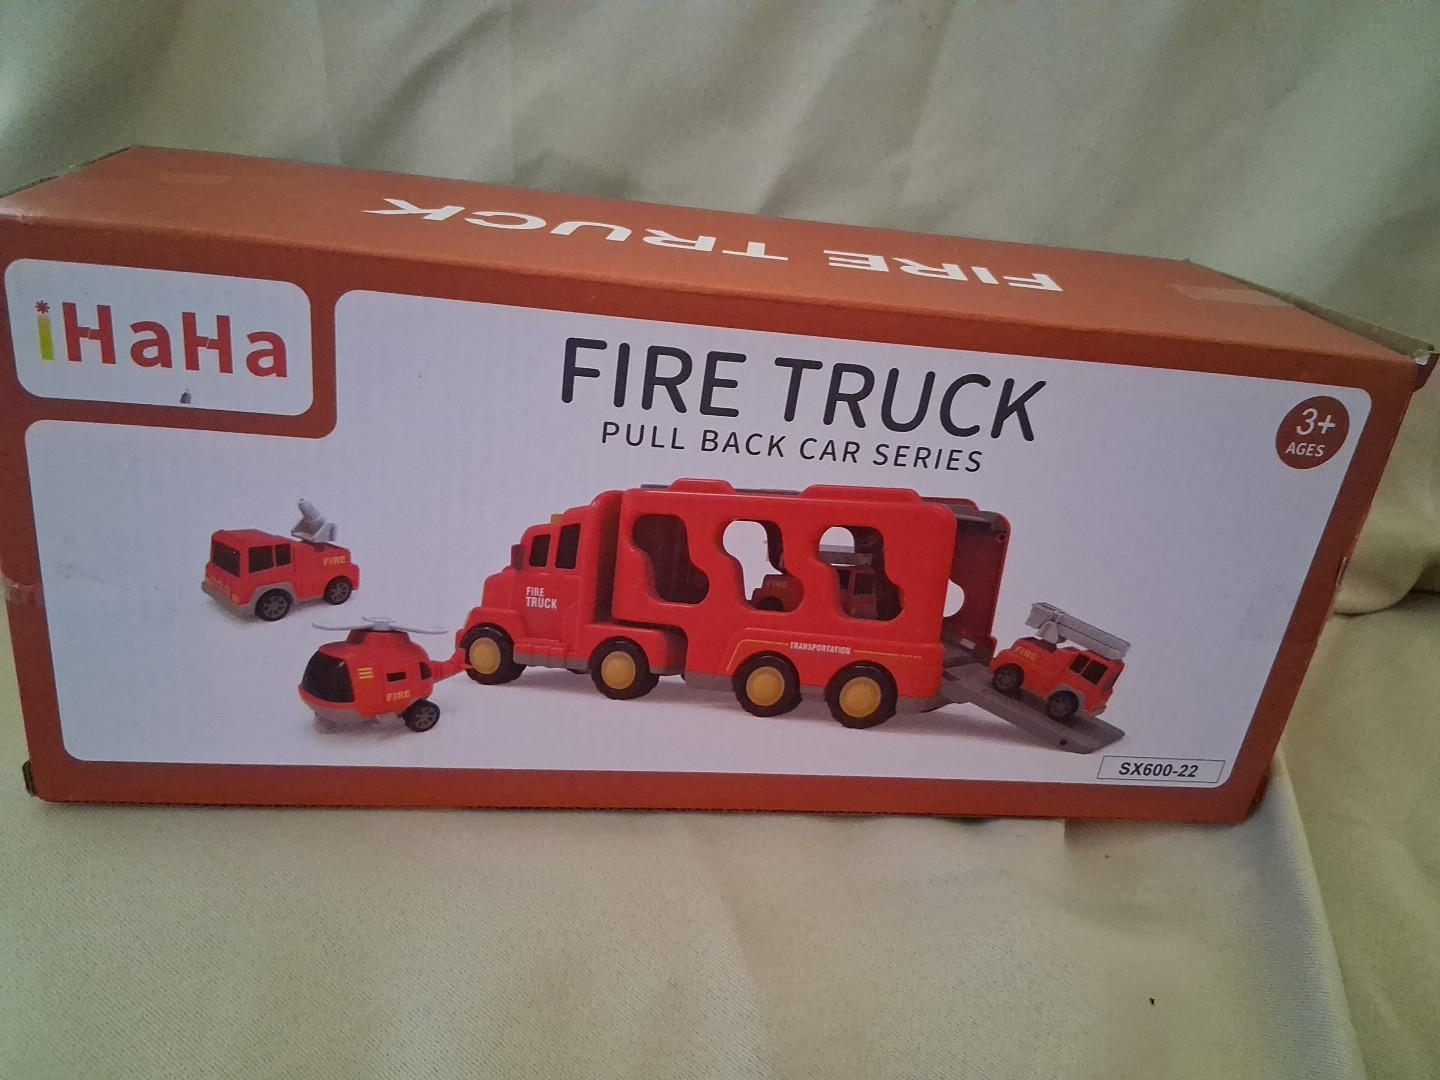 FIRE TRUCK
iHaHa
FIRE TRUCK
PULL BACK CAR SERIES
3+
AGES
FIRE
FIRE
TRUCK
FIRE
TRANSPORTATION
FIRE
FIRE
SX600-22